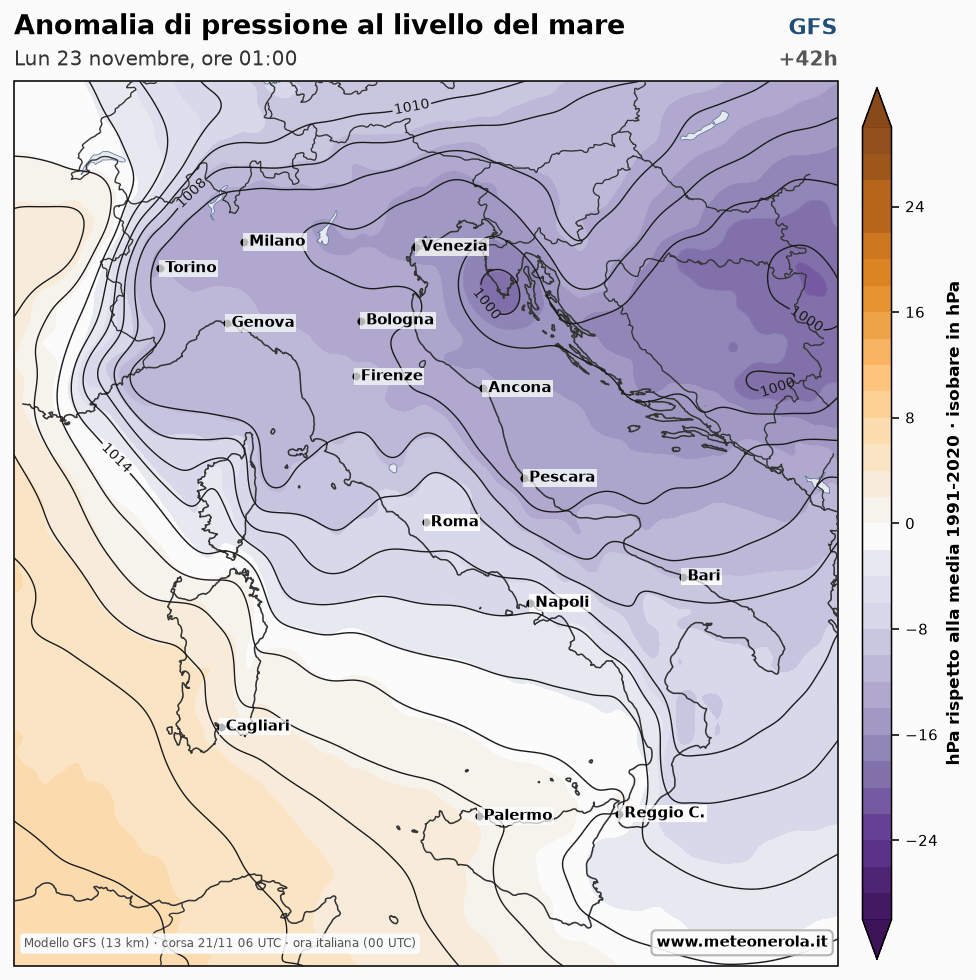 Anomalia di pressione al livello del mare
GFS
Lun 23 novembre, ore 01:00
+42h
1010
1008
Milano
Venezia
Torino
1000
Genova
Bologna
1000
Firenze
Ancona
1000
1014
Pescara
Roma
Bari
Napoli
Cagliari
Palermo
Reggio C.
Modello GFS (13 km) · corsa 21/11 06 UTC · ora italiana (00 UTC)
www.meteonerola.it
24
16
8
0
−8
−16
−24
hPa rispetto alla media 1991-2020 · isobare in hPa